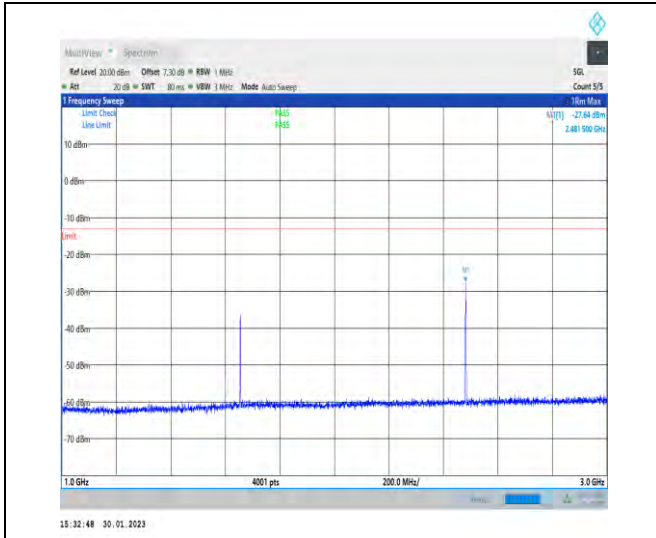 MultiView Spectrum
Ref Level 20.00 dBm Offset 7.30 dB RBW 1 MHz SGL
Att 20 dB SWT 80 ms VBW 3 MHz Mode Auto Sweep Count 5/5
1 Frequency Sweep 1Rm Max
Limit Check PASS M1[1] -27.64 dBm
Line Limit PASS 2.481 500 GHz
10 dBm
0 dBm
-10 dBm
Limit
-20 dBm
M1
-30 dBm
-40 dBm
-50 dBm
-60 dBm
-70 dBm
1.0 GHz 4001 pts 200.0 MHz/ 3.0 GHz
15:32:48 30.01.2023